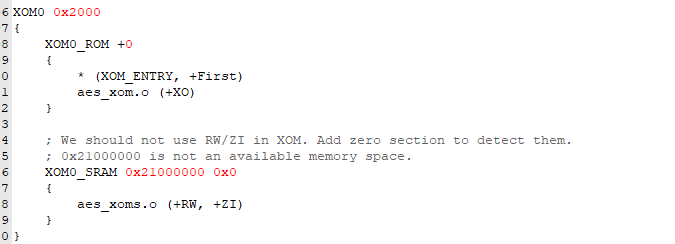 6 XOM0 0x2000
7 {
8 XOM0_ROM +0
9 {
0 * (XOM_ENTRY, +First)
1 aes_xom.o (+XO)
2 }
3
4 ; We should not use RW/ZI in XOM. Add zero section to detect them.
5 ; 0x21000000 is not an available memory space.
6 XOM0_SRAM 0x21000000 0x0
7 {
8 aes_xoms.o (+RW, +ZI)
9 }
0 }